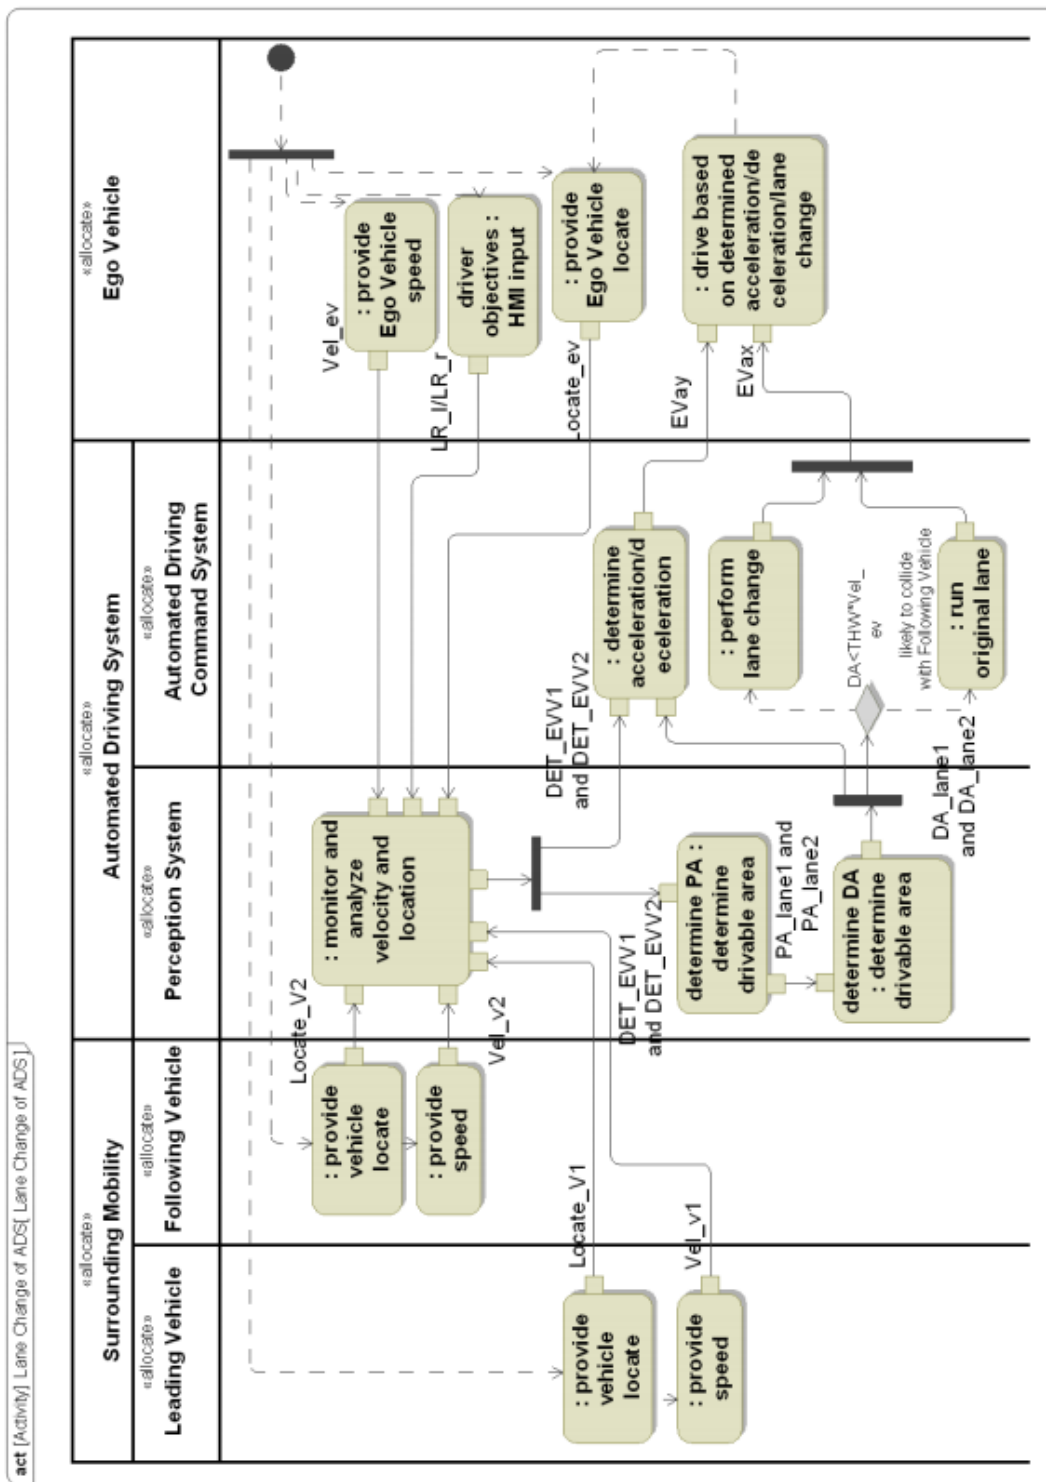 act [Activity] Lane Change of ADS[ Lane Change of ADS]
«allocate»
Surrounding Mobility
«allocate»
Automated Driving System
«allocate»
Ego Vehicle
«allocate»
Leading Vehicle
«allocate»
Following Vehicle
«allocate»
Perception System
«allocate»
Automated Driving
Command System
Vel_ev
: provide
Ego Vehicle
speed
LR_l/LR_r
driver
objectives :
HMI input
Locate_V2
: provide
vehicle
locate
: monitor and
analyze
velocity and
location
Vel_v2
: provide
speed
_ocate_ev
: provide
Ego Vehicle
locate
Locate_V1
: provide
vehicle
locate
DET_EVV1
and DET_EVV2
: determine
acceleration/d
eceleration
EVay
DET_EVV1
and DET_EVV2
determine PA :
determine
drivable area
Vel_v1
: provide
speed
: drive based
on determined
acceleration/de
celeration/lane
change
EVax
: perform
lane change
PA_lane1 and
PA_lane2
determine DA
: determine
drivable area
DA<THW*Vel_
ev
likely to collide
with Following Vehicle
: run
original lane
DA_lane1
and DA_lane2